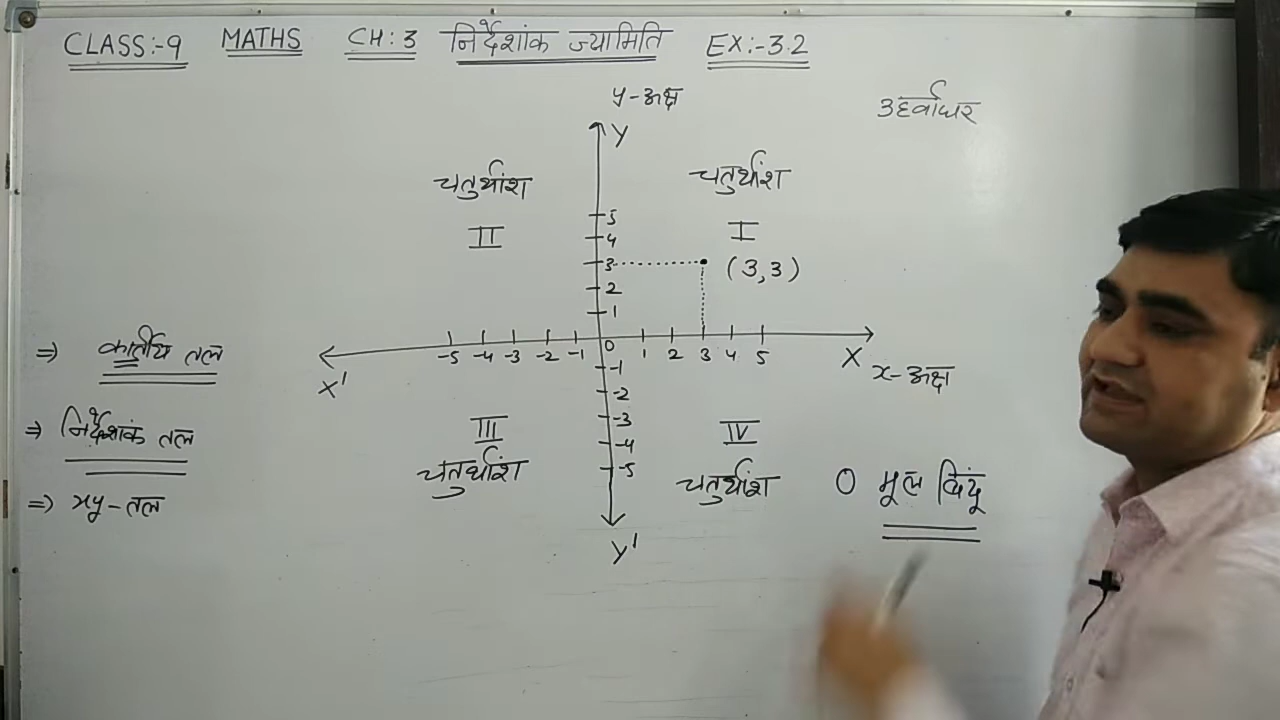 CLASS:-9 MATHS CH:3 निर्देशांक ज्यामिति EX:-3.2
y-अक्ष
Y
चतुर्थांश
II
चतुर्थांश
I
5
4
3
2
1
(3,3)
-5 -4 -3 -2 -1 0 1 2 3 4 5
X'
X
x-अक्ष
-1
-2
-3
-4
-5
III
चतुर्थांश
IV
चतुर्थांश
Y'
⇒ कार्तीय तल
⇒ निर्देशांक तल
⇒ xy-तल
O मूल बिंदू